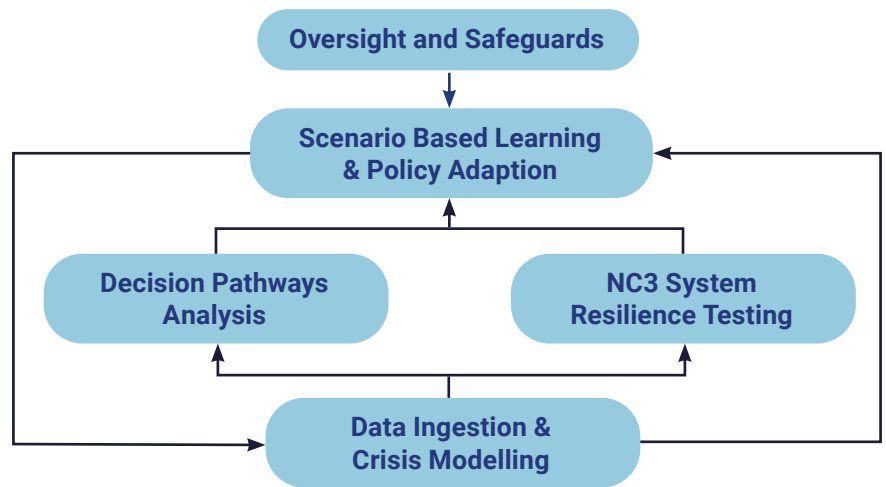 Oversight and Safeguards
Scenario Based Learning
& Policy Adaption
Decision Pathways
Analysis
NC3 System
Resilience Testing
Data Ingestion &
Crisis Modelling